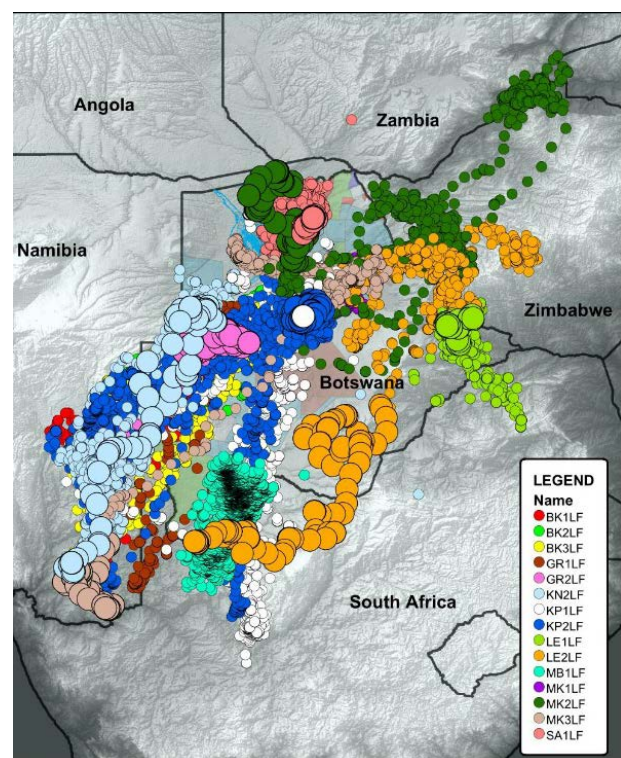 Angola
Zambia
Namibia
Zimbabwe
Botswana
South Africa
LEGEND
Name
BK1LF
BK2LF
BK3LF
GR1LF
GR2LF
KN2LF
KP1LF
KP2LF
LE1LF
LE2LF
MB1LF
MK1LF
MK2LF
MK3LF
SA1LF